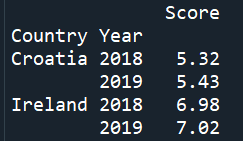 Score
Country Year
Croatia 2018 5.32
2019 5.43
Ireland 2018 6.98
2019 7.02